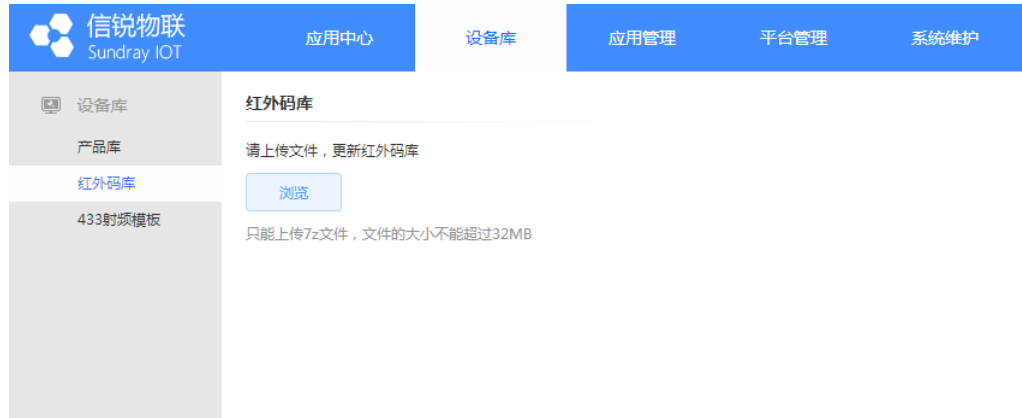 信锐物联
Sundray IOT
应用中心 设备库 应用管理 平台管理 系统维护
设备库
产品库
红外码库
433射频模板
红外码库
请上传文件，更新红外码库
浏览
只能上传7z文件，文件的大小不能超过32MB